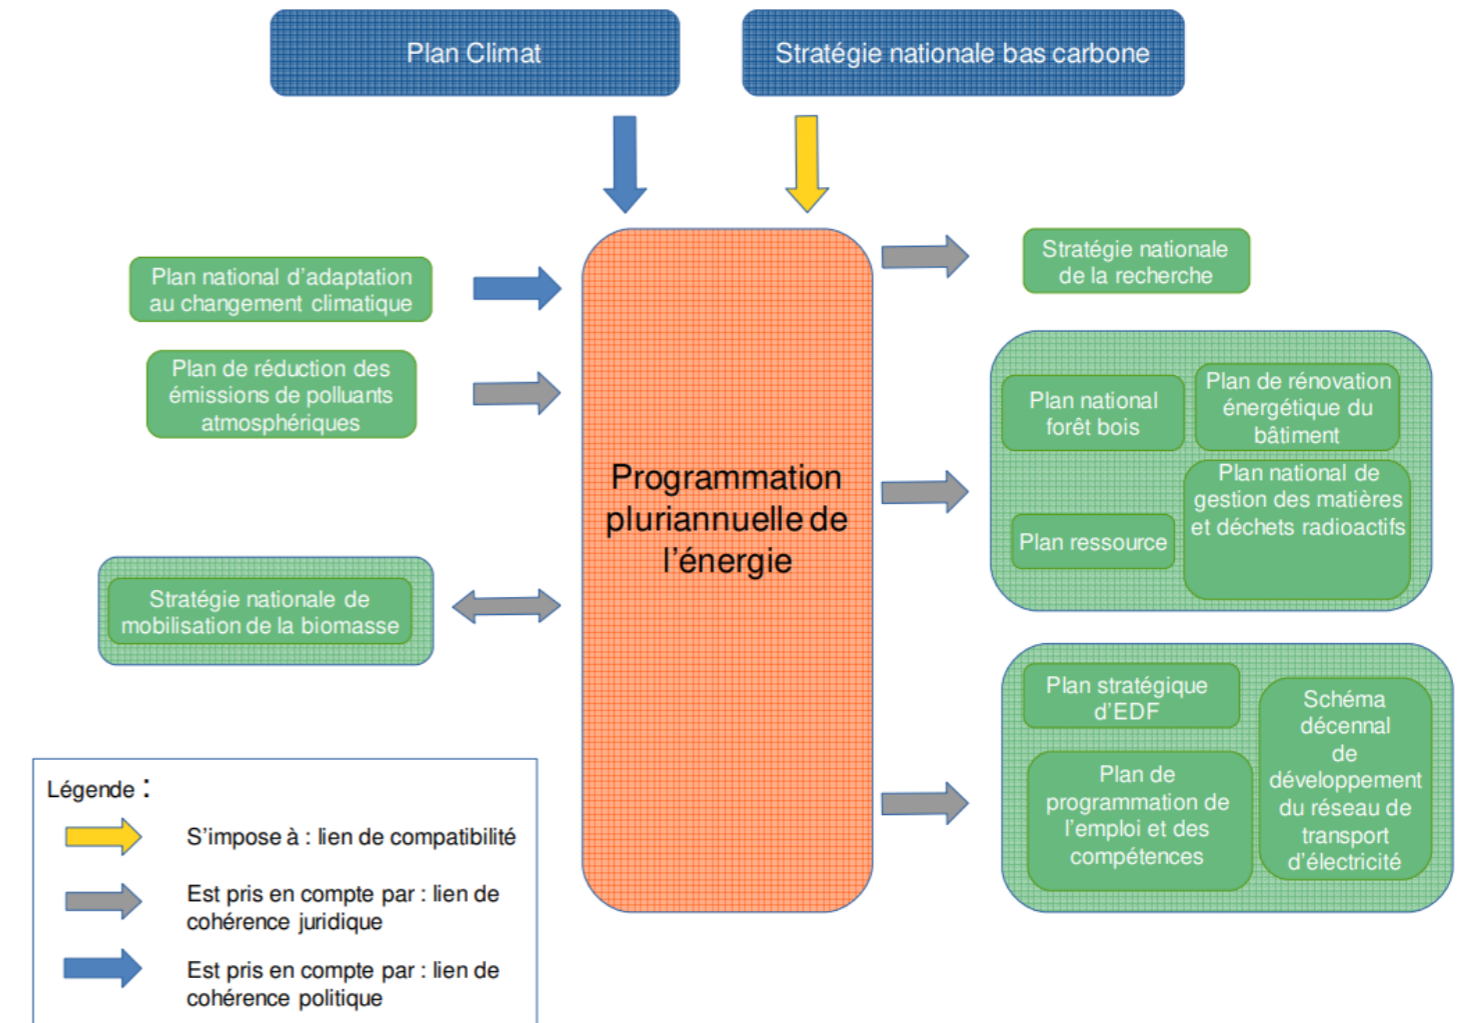 Plan Climat
Stratégie nationale bas carbone
Plan national d’adaptation
au changement climatique
Plan de réduction des
émissions de polluants
atmosphériques
Stratégie nationale de
mobilisation de la biomasse
Programmation
pluriannuelle de
l’énergie
Stratégie nationale
de la recherche
Plan national
forêt bois
Plan de rénovation
énergétique du
bâtiment
Plan ressource
Plan national de
gestion des matières
et déchets radioactifs
Plan stratégique
d’EDF
Plan de
programmation de
l’emploi et des
compétences
Schéma
décennal
de
développement
du réseau de
transport
d’électricité
Légende :
S’impose à : lien de compatibilité
Est pris en compte par : lien de
cohérence juridique
Est pris en compte par : lien de
cohérence politique